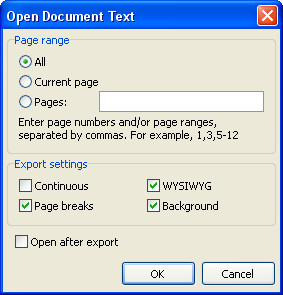 Open Document Text
Page range
All
Current page
Pages:
Enter page numbers and/or page ranges,
separated by commas. For example, 1,3,5-12
Export settings
Continuous WYSIWYG
Page breaks Background
Open after export
OK Cancel